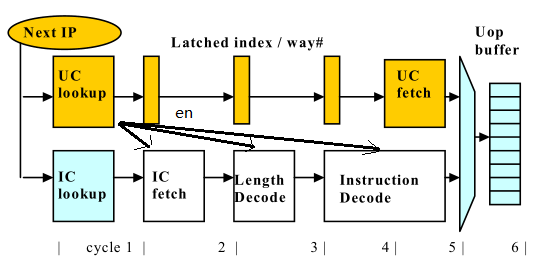 Next IP
Uop
buffer
Latched index / way#
UC
lookup
UC
fetch
en
IC
lookup
IC
fetch
Length
Decode
Instruction
Decode
| cycle 1 | 2 | 3 | 4 | 5 | 6 |